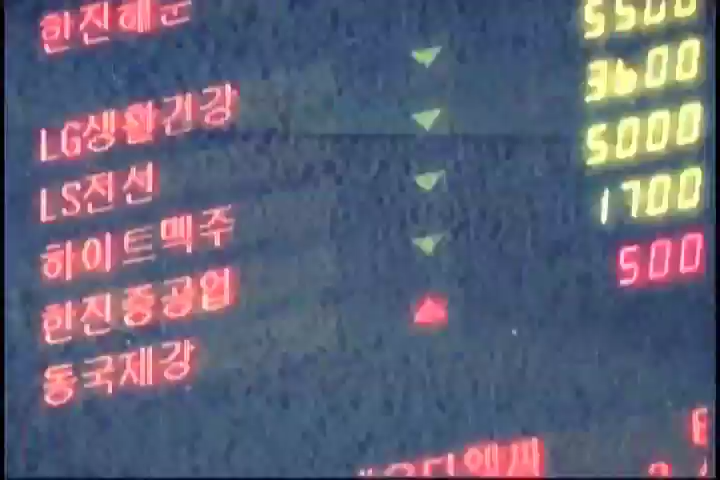 한진해운
LG생활건강 ▼ 5500
LS전선 ▼ 3600
하이트맥주 ▼ 5000
한진중공업 ▼ 1700
동국제강 ▲ 500